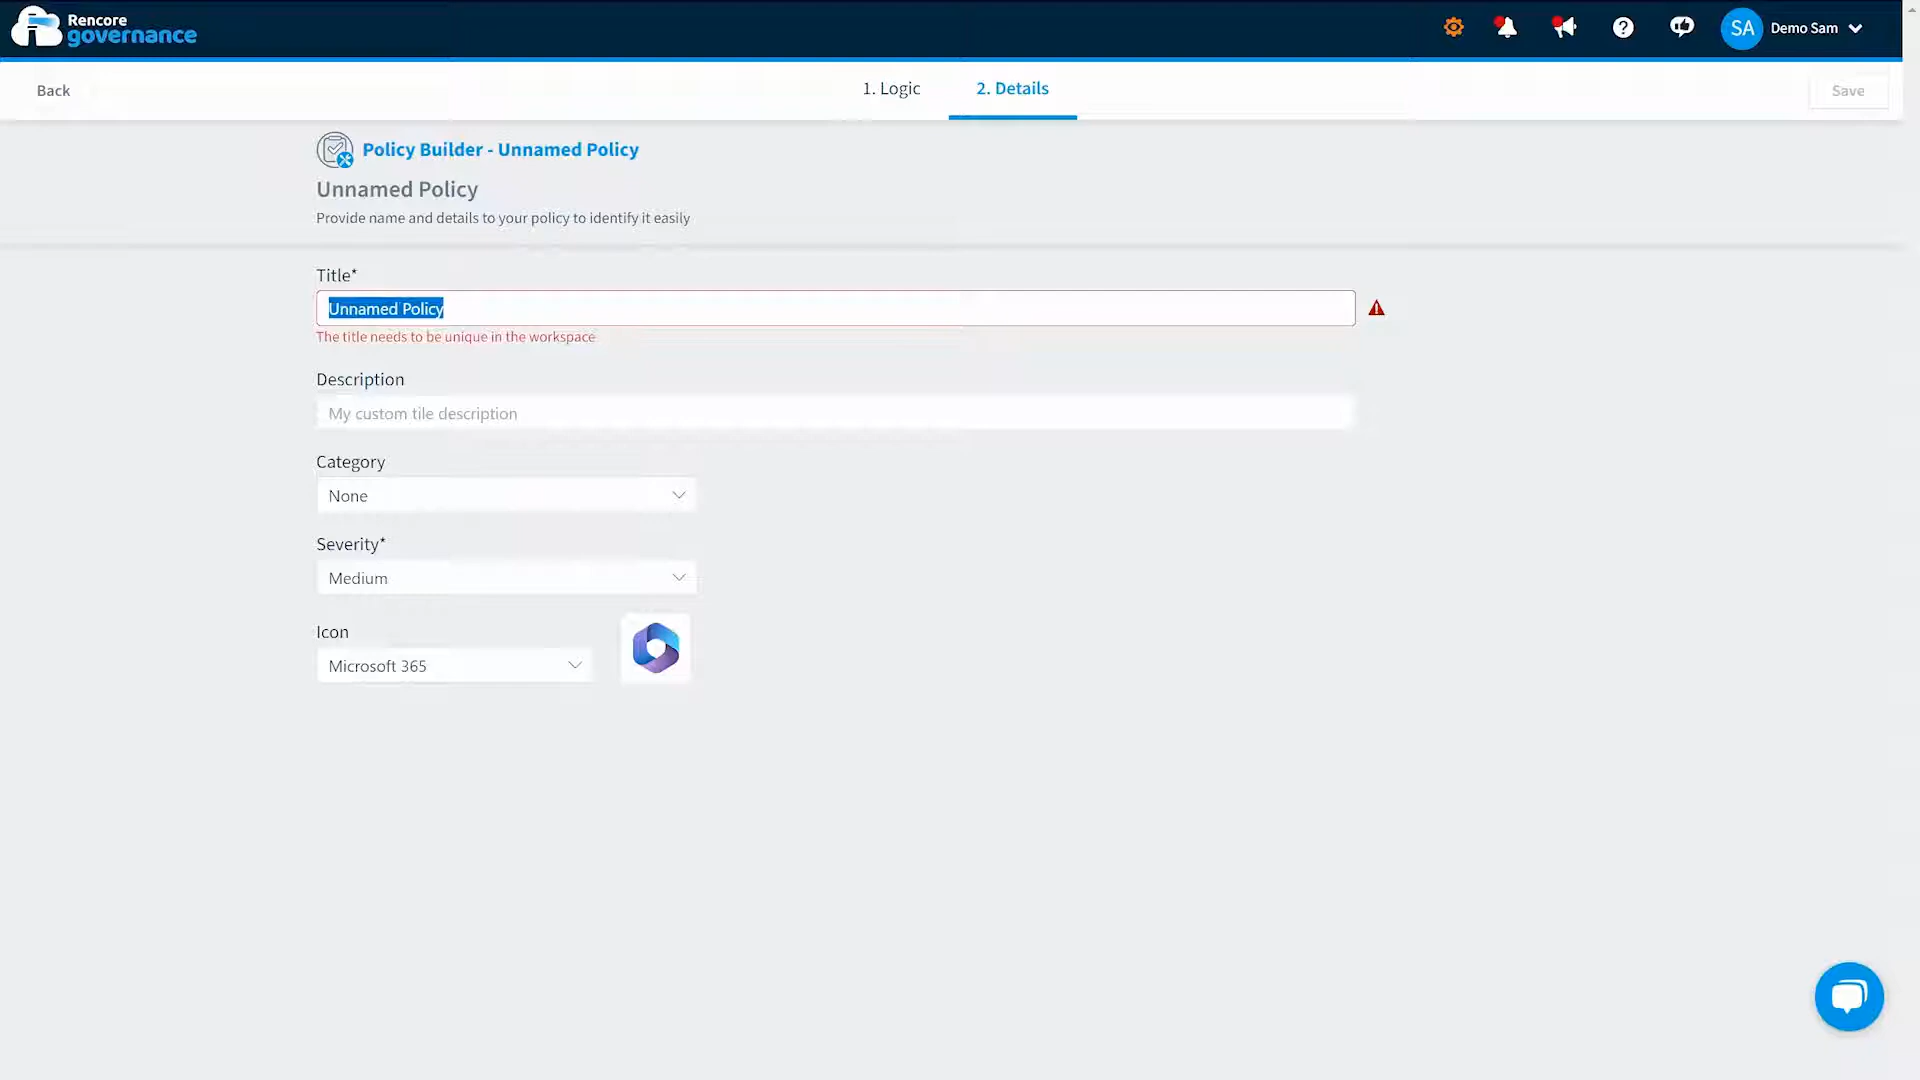 Rencore
governance
SA
Demo Sam
Back
1. Logic
2. Details
Save
Policy Builder - Unnamed Policy
Unnamed Policy
Provide name and details to your policy to identify it easily
Title*
Unnamed Policy
The title needs to be unique in the workspace
Description
My custom tile description
Category
None
Severity*
Medium
Icon
Microsoft 365